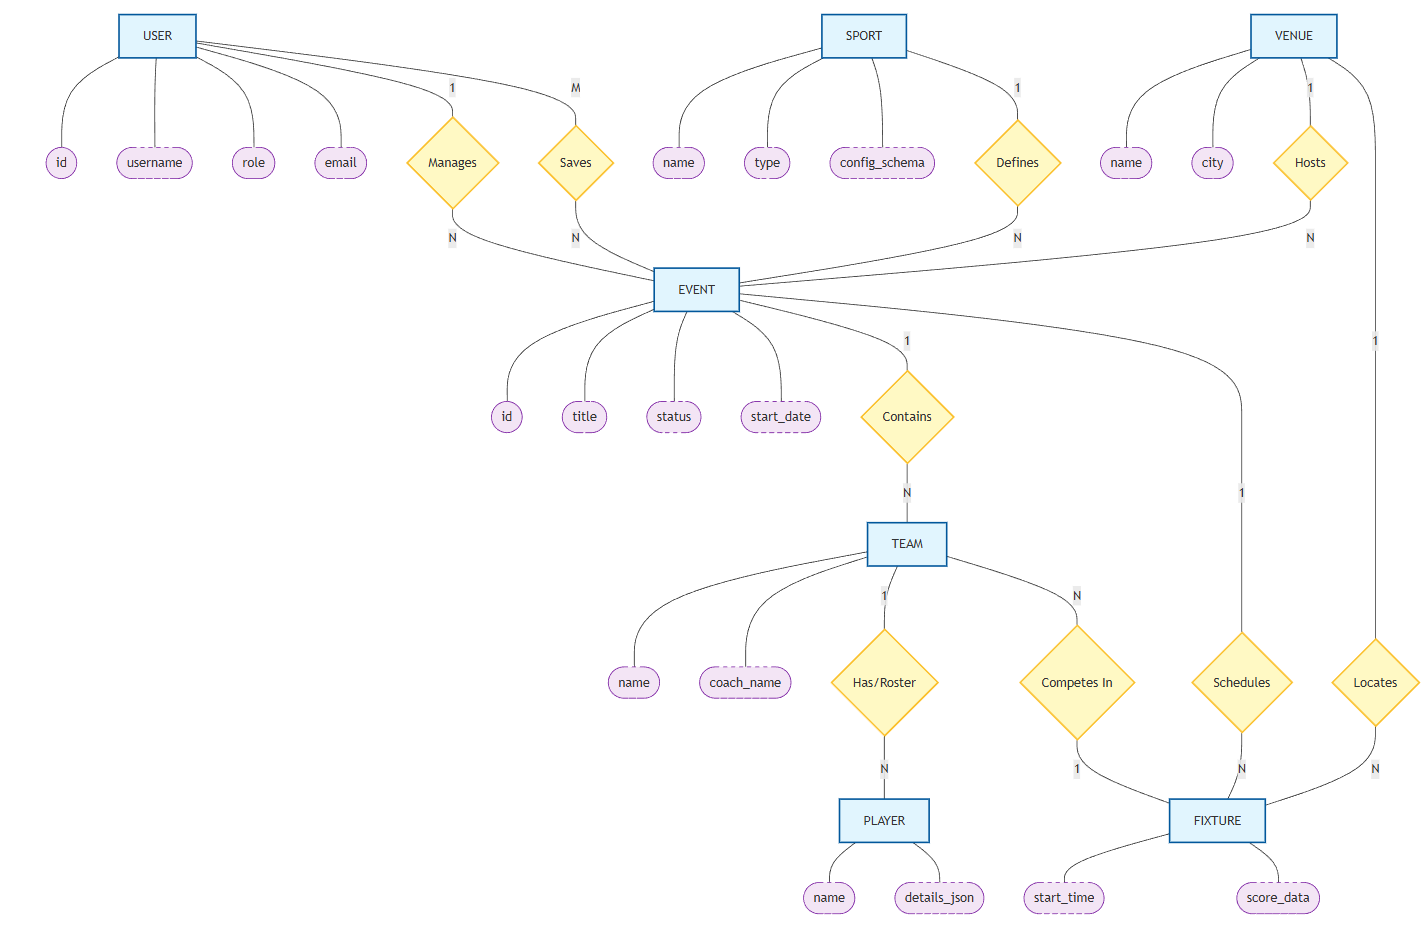 USER
SPORT
VENUE
1
M
1
1
id
username
role
email
Manages
Saves
name
type
config_schema
Defines
name
city
Hosts
N
N
N
N
EVENT
1
1
id
title
status
start_date
Contains
N
1
TEAM
1
N
name
coach_name
Has/Roster
Competes In
Schedules
Locates
N
1
N
N
PLAYER
FIXTURE
name
details_json
start_time
score_data